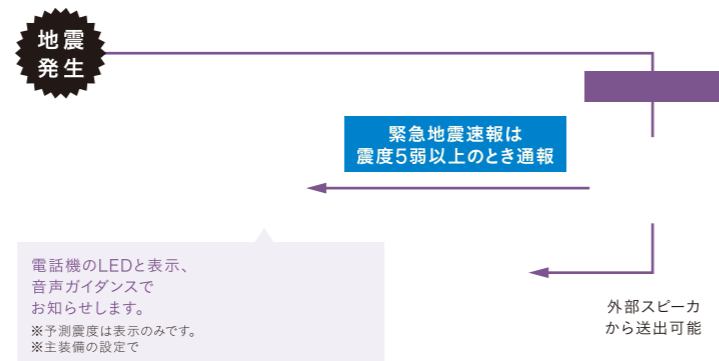 地震
発生
緊急地震速報は
震度5弱以上のとき通報
電話機のLEDと表示、
音声ガイダンスで
お知らせします。
※予測震度は表示のみです。
※主装備の設定で
外部スピーカ
から送出可能